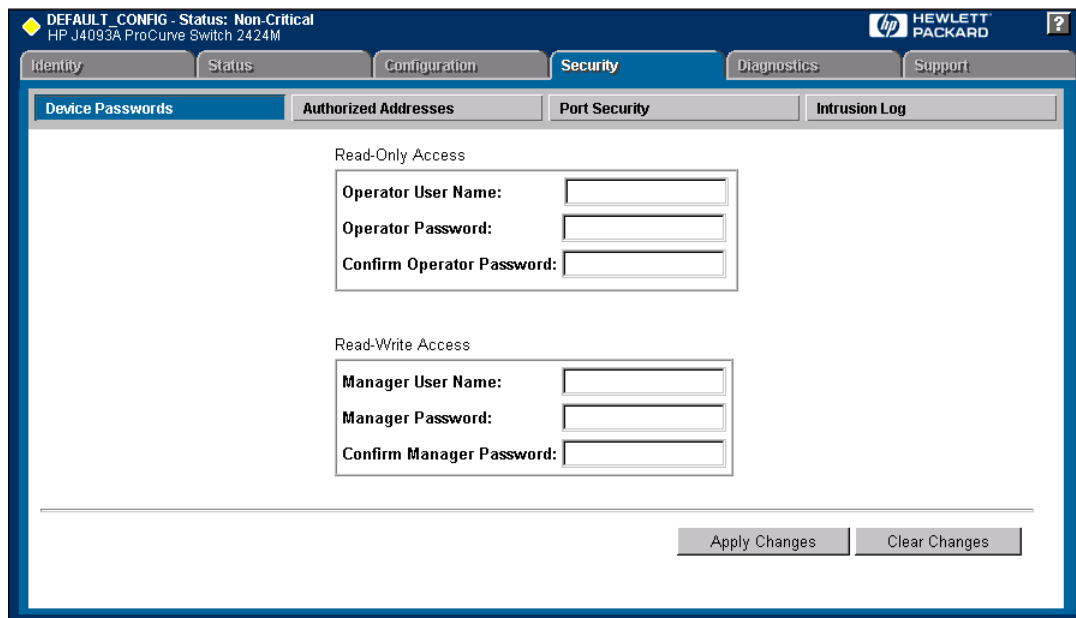 DEFAULT_CONFIG - Status: Non-Critical
HP J4093A ProCurve Switch 2424M
hp HEWLETT PACKARD
?
Identity Status Configuration Security Diagnostics Support
Device Passwords Authorized Addresses Port Security Intrusion Log
Read-Only Access
Operator User Name:
Operator Password:
Confirm Operator Password:
Read-Write Access
Manager User Name:
Manager Password:
Confirm Manager Password:
Apply Changes Clear Changes